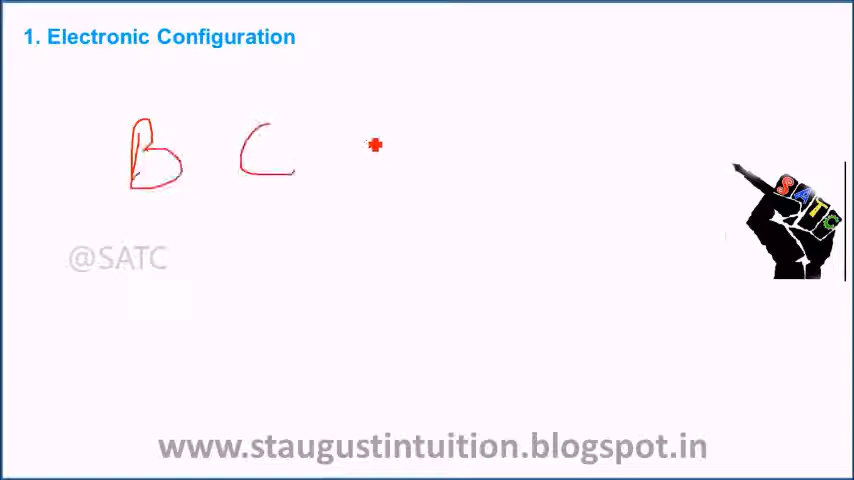 1. Electronic Configuration
B C
SATC
@SATC
www.staugustintuition.blogspot.in